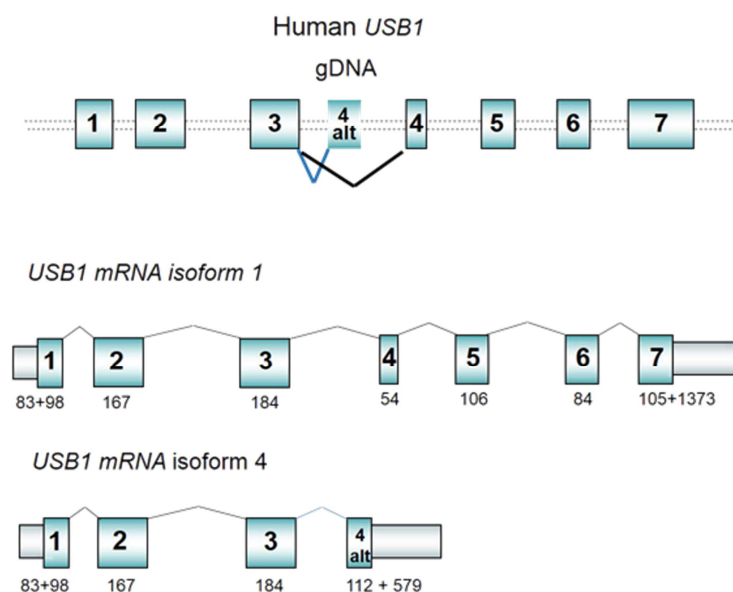 Human USB1
gDNA
1 2 3 4 alt 4 5 6 7
USB1 mRNA isoform 1
1 2 3 4 5 6 7
83+98 167 184 54 106 84 105+1373
USB1 mRNA isoform 4
1 2 3 4 alt
83+98 167 184 112 + 579